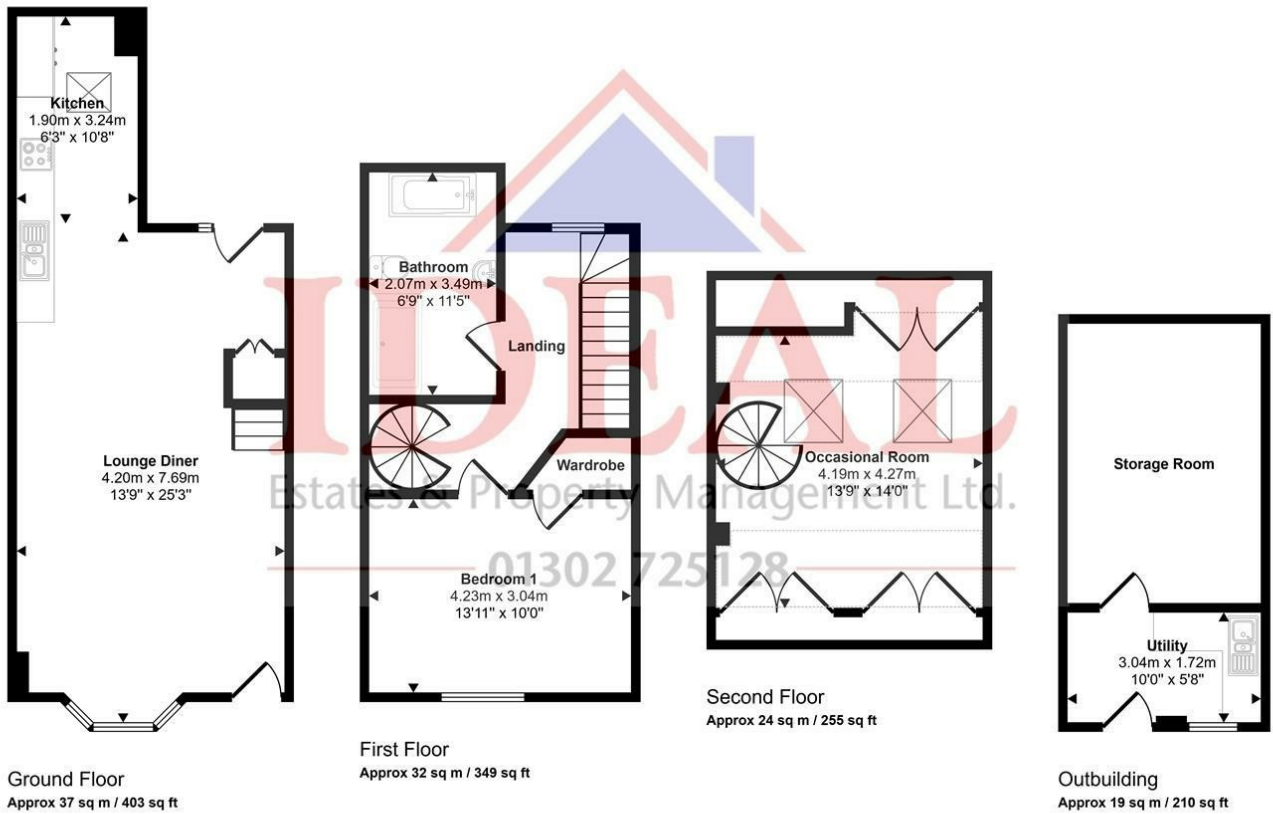 Kitchen
1.90m x 3.24m
6'3" x 10'8"
Lounge Diner
4.20m x 7.69m
13'9" x 25'3"
Ground Floor
Approx 37 sq m / 403 sq ft
Bathroom
2.07m x 3.49m
6'9" x 11'5"
Landing
Wardrobe
Bedroom 1
4.23m x 3.04m
13'11" x 10'0"
First Floor
Approx 32 sq m / 349 sq ft
Occasional Room
4.19m x 4.27m
13'9" x 14'0"
Second Floor
Approx 24 sq m / 255 sq ft
Storage Room
Utility
3.04m x 1.72m
10'0" x 5'8"
Outbuilding
Approx 19 sq m / 210 sq ft
IDEAL
Estates & Property Management Ltd.
01302 725128